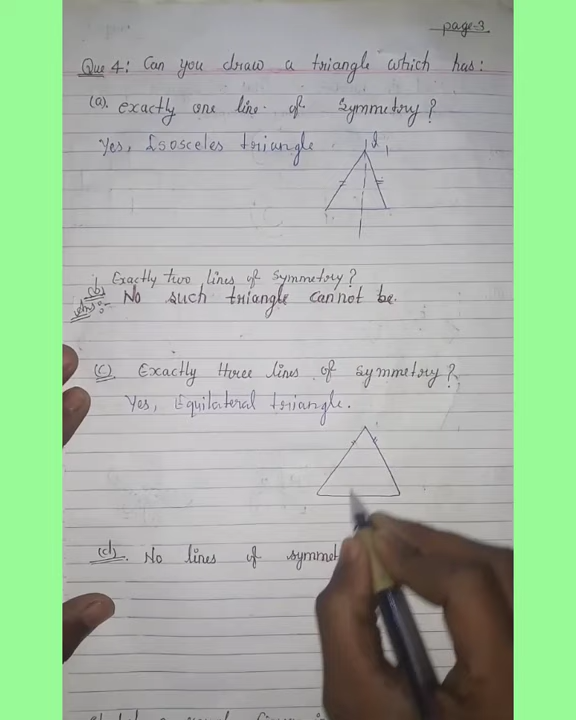 page-3
Que 4: Can you draw a triangle which has:
(a). exactly one line of symmetry?
Yes, Isosceles triangle
l
(b) Exactly two lines of symmetry?
Ans:- No such triangle cannot be.
(c) Exactly three lines of symmetry?
Yes, Equilateral triangle.
(d). No lines of symmet